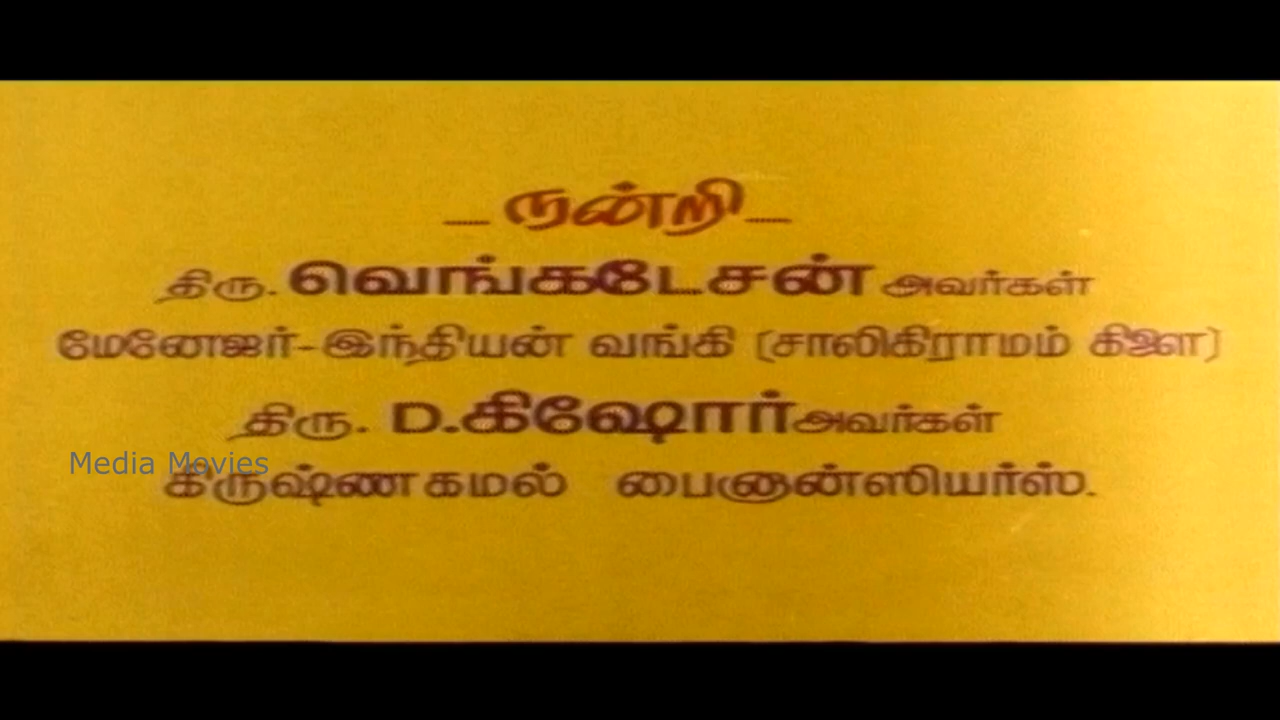 _ நன்றி _
திரு. வெங்கடேசன் அவர்கள்
மேனேஜர்-இந்தியன் வங்கி (சாலிகிராமம் கிளை)
திரு. D.கிஷோர் அவர்கள்
Media Movies
கிருஷ்ணகமல் பைனான்ஸியர்ஸ்.